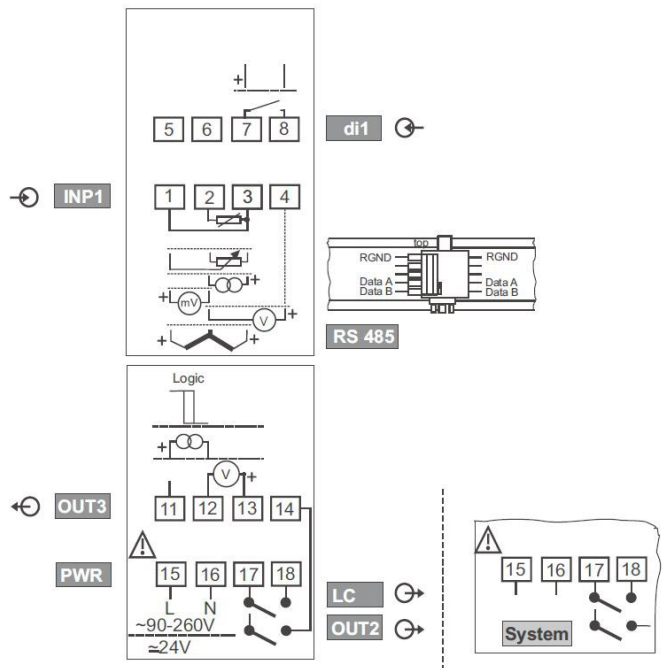 +
5 6 7 8
di1
INP1
1 2 3 4
top
RGND RGND
Data A Data A
Data B Data B
+
+ mV
V +
+ +
RS 485
Logic
+
V +
OUT3
11 12 13 14
PWR
15 16 17 18
L N
~90-260V
≂24V
LC
OUT2
15 16 17 18
System